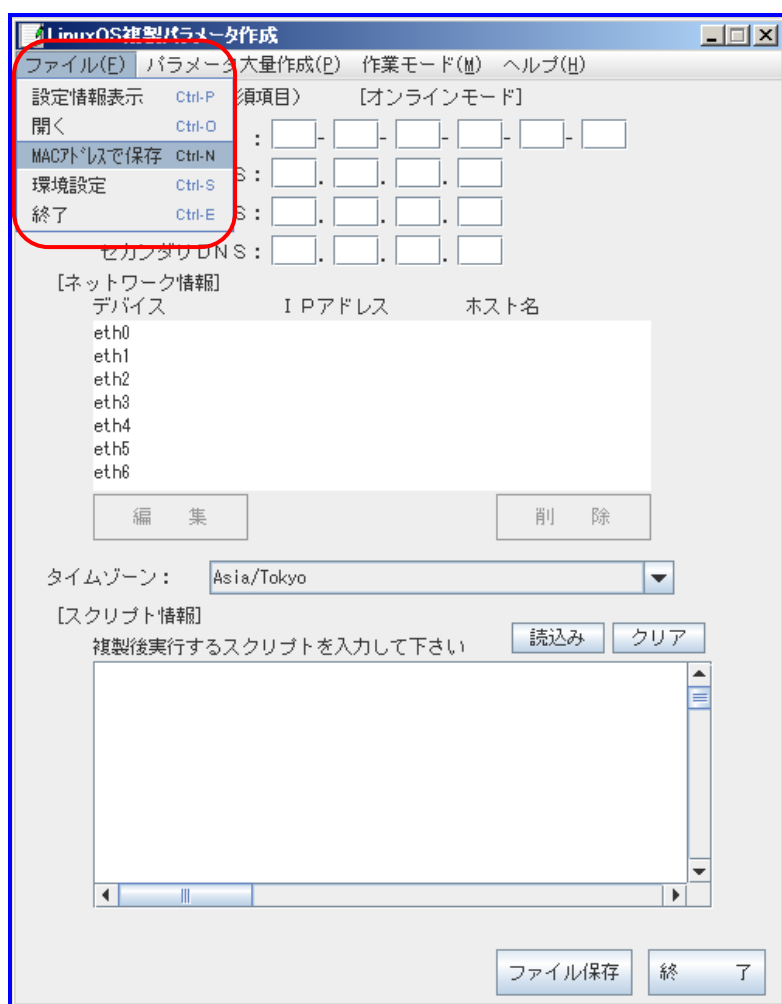 LinuxOS複製パラメータ作成
ファイル(F) パラメータ大量作成(P) 作業モード(M) ヘルプ(H)
設定情報表示 Ctrl-P 須項目） [オンラインモード]
開く Ctrl-O : - - - - -
MACアドレスで保存 Ctrl-N S : . . .
環境設定 Ctrl-S
終了 Ctrl-E S : . . .
セカンダリDNS : . . .
[ネットワーク情報]
デバイス IPアドレス ホスト名
eth0
eth1
eth2
eth3
eth4
eth5
eth6
編 集 削 除
タイムゾーン： Asia/Tokyo
[スクリプト情報]
複製後実行するスクリプトを入力して下さい 読込み クリア
ファイル保存 終 了